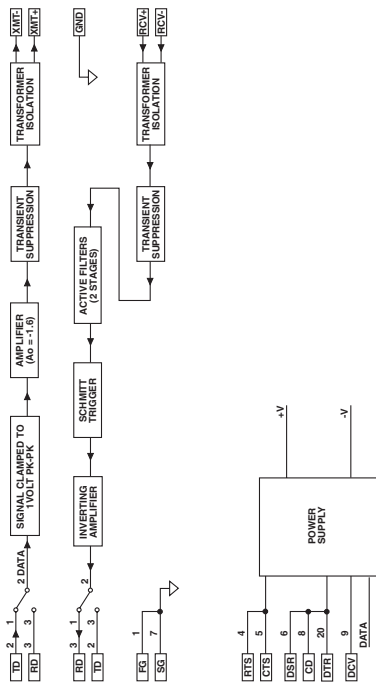 TD
2
1
RD
3
3
2 DATA
SIGNAL CLAMPED TO
1VOLT PK-PK
AMPLIFIER
(Ao = -1.6)
TRANSIENT
SUPPRESSION
TRANSFORMER
ISOLATION
XMT-
XMT+
RD
3
1
TD
2
3
2
INVERTING
AMPLIFIER
SCHMITT
TRIGGER
ACTIVE FILTERS
(2 STAGES)
GND
TRANSIENT
SUPPRESSION
TRANSFORMER
ISOLATION
RCV+
RCV-
FG
1
SG
7
RTS
4
CTS
5
DSR
6
CD
8
DTR
20
DCV
9
DATA
POWER
SUPPLY
+V
-V